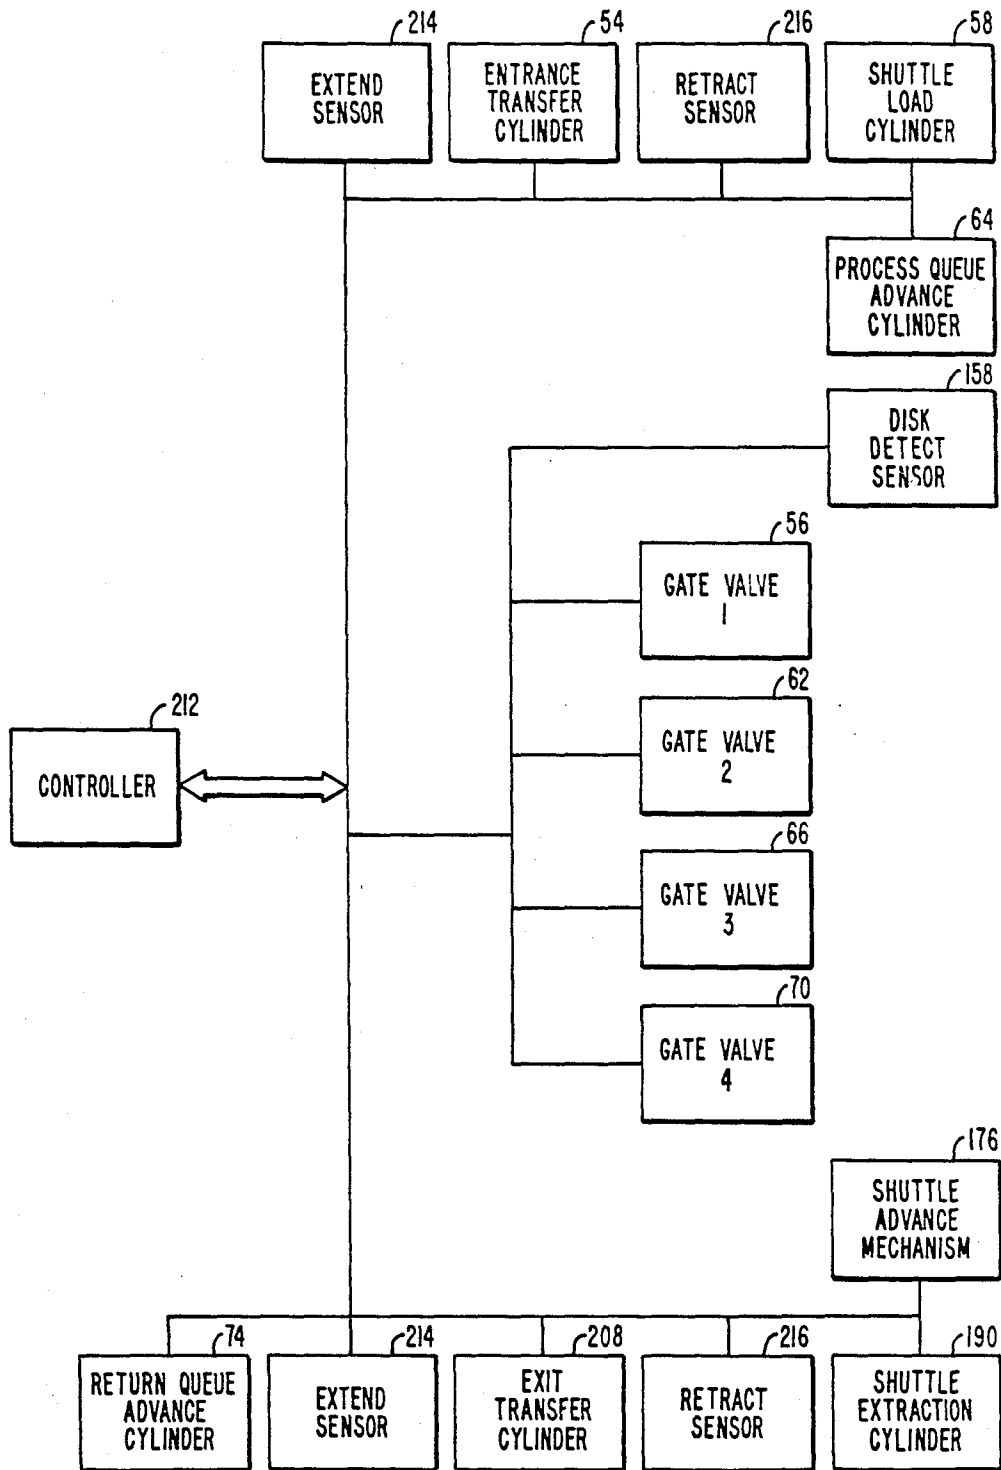 214
54
216
58
EXTEND
SENSOR
ENTRANCE
TRANSFER
CYLINDER
RETRACT
SENSOR
SHUTTLE
LOAD
CYLINDER
64
PROCESS QUEUE
ADVANCE
CYLINDER
158
DISK
DETECT
SENSOR
56
GATE VALVE
1
62
GATE VALVE
2
212
CONTROLLER
66
GATE VALVE
3
70
GATE VALVE
4
176
SHUTTLE
ADVANCE
MECHANISM
74
214
208
216
190
RETURN QUEUE
ADVANCE
CYLINDER
EXTEND
SENSOR
EXIT
TRANSFER
CYLINDER
RETRACT
SENSOR
SHUTTLE
EXTRACTION
CYLINDER